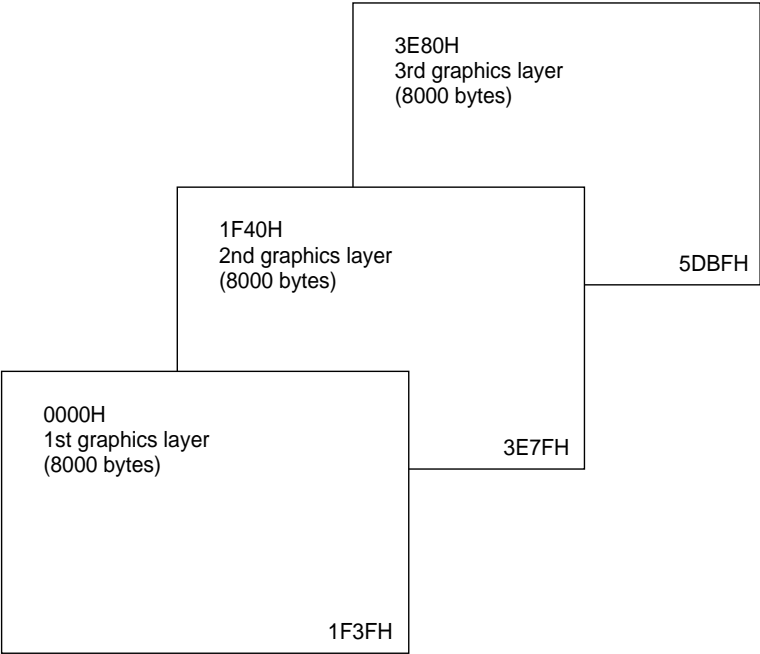 3E80H
3rd graphics layer
(8000 bytes)
5DBFH
1F40H
2nd graphics layer
(8000 bytes)
3E7FH
0000H
1st graphics layer
(8000 bytes)
1F3FH